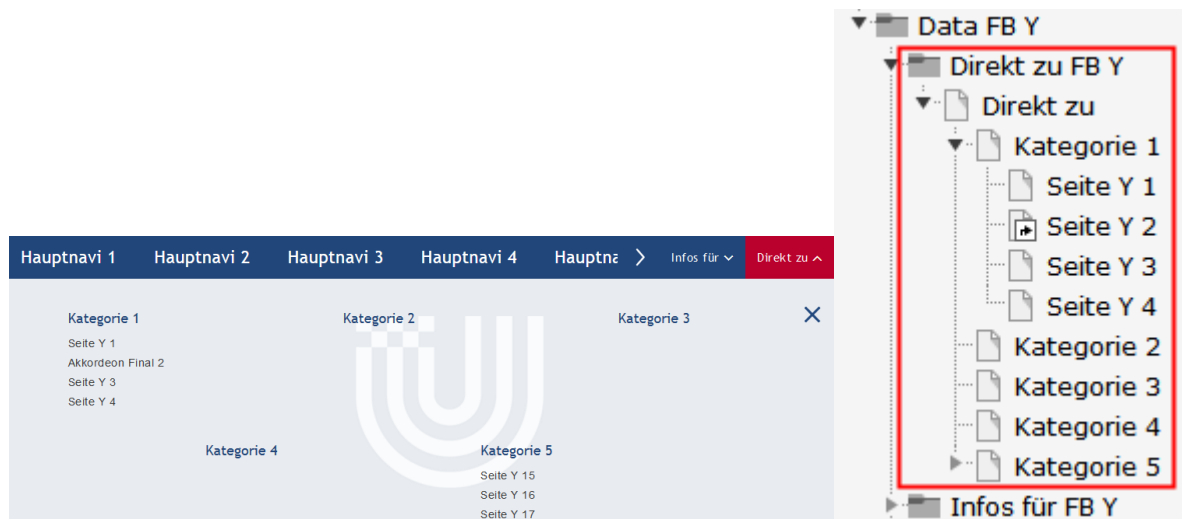 Hauptnavi 1 Hauptnavi 2 Hauptnavi 3 Hauptnavi 4 Hauptna Infos für Direkt zu
Kategorie 1 Kategorie 2 Kategorie 3
Seite Y 1
Akkordeon Final 2
Seite Y 3
Seite Y 4
Kategorie 4 Kategorie 5
Seite Y 15
Seite Y 16
Seite Y 17
Data FB Y
Direkt zu FB Y
Direkt zu
Kategorie 1
Seite Y 1
Seite Y 2
Seite Y 3
Seite Y 4
Kategorie 2
Kategorie 3
Kategorie 4
Kategorie 5
Infos für FB Y